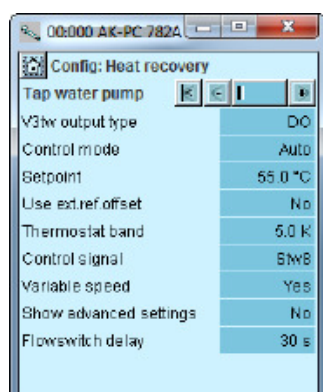 00:000 AK-PC 782A
Config: Heat recovery
Tap water pump
V3tw output type DO
Control mode Auto
Setpoint 55.0 °C
Use ext.ref.offset No
Thermostat band 5.0 K
Control signal Stw8
Variable speed Yes
Show advanced settings No
Flowswitch delay 30 s